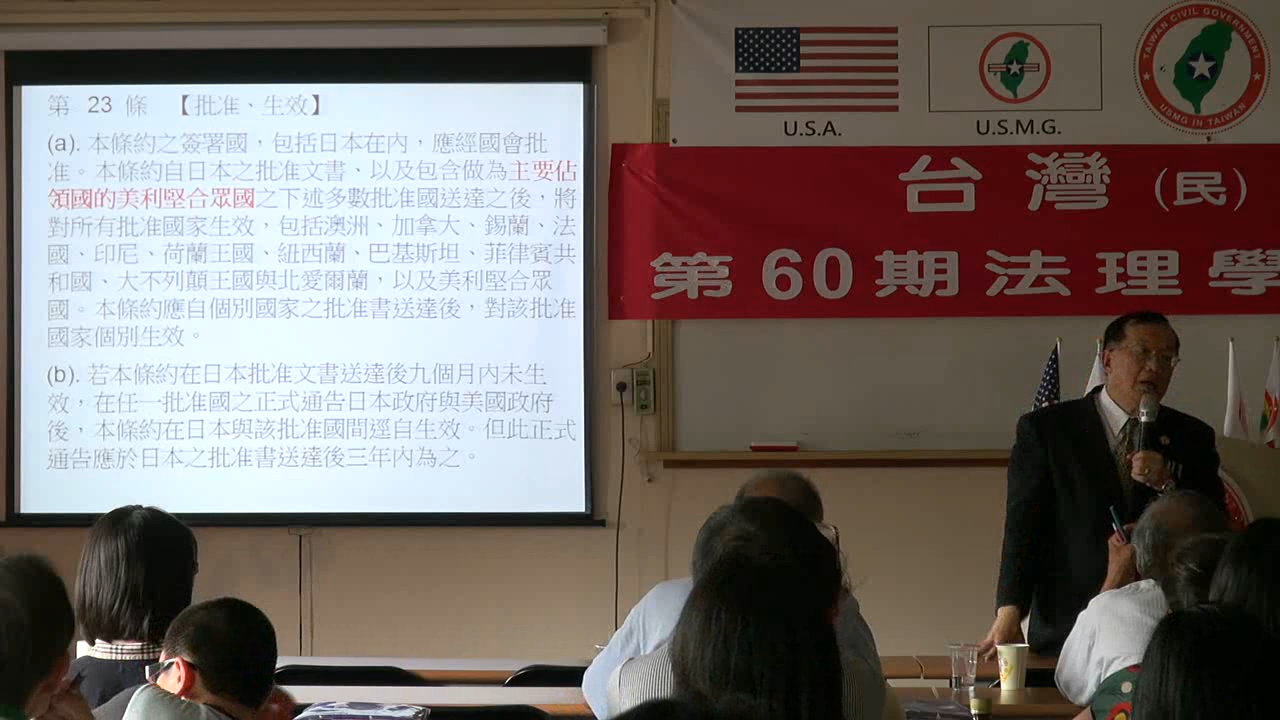 第 23 條 【批准、生效】
(a). 本條約之簽署國，包括日本在內，應經國會批
准。本條約自日本之批准文書、以及包含做為主要佔
領國的美利堅合眾國之下述多數批准國送達之後，將
對所有批准國家生效，包括澳洲、加拿大、錫蘭、法
國、印尼、荷蘭王國、紐西蘭、巴基斯坦、菲律賓共
和國、大不列顛王國與北愛爾蘭，以及美利堅合眾
國。本條約應自個別國家之批准書送達後，對該批准
國家個別生效。
(b). 若本條約在日本批准文書送達後九個月內未生
效，在任一批准國之正式通告日本政府與美國政府
後，本條約在日本與該批准國間逕自生效。但此正式
通告應於日本之批准書送達後三年內為之。
U.S.A.
U.S.M.G.
TAIWAN CIVIL GOVERNMENT
USMG IN TAIWAN
台灣(民)
第60期法理學